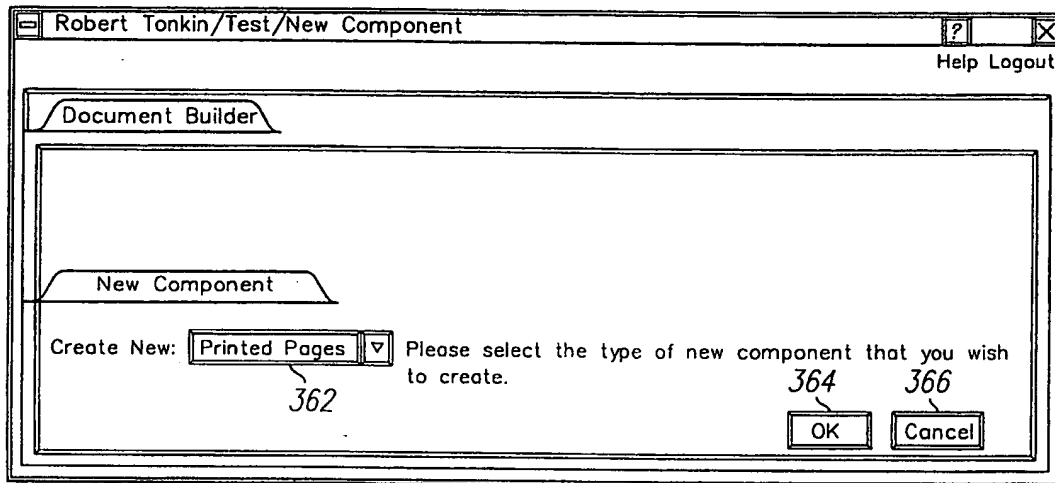 Robert Tonkin/Test/New Component ?
Help Logout
Document Builder
New Component
Create New: Printed Pages Please select the type of new component that you wish
to create.
362
364 366
OK Cancel